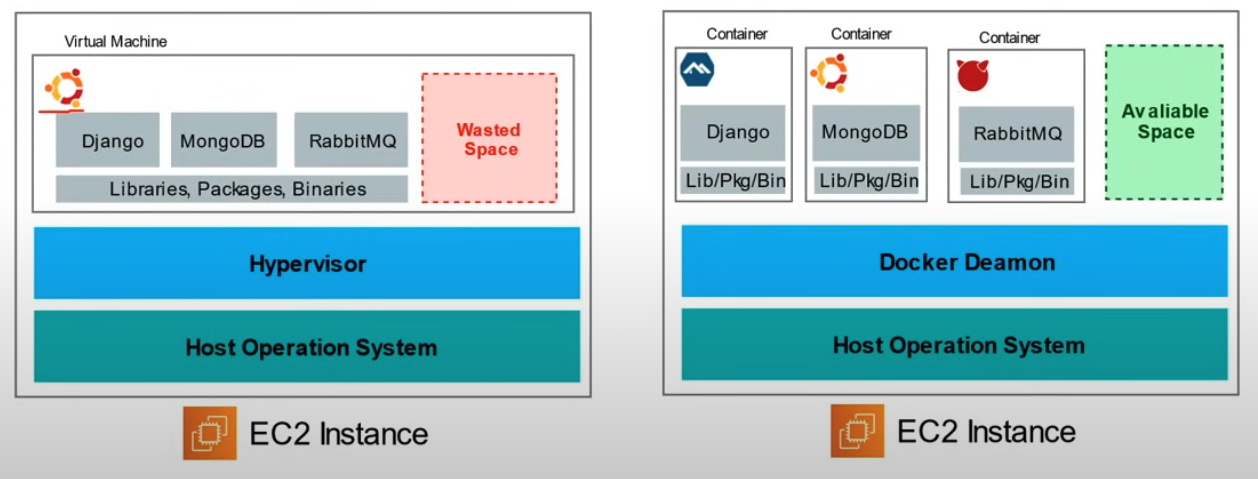 Virtual Machine
Django
MongoDB
RabbitMQ
Wasted
Space
Libraries, Packages, Binaries
Hypervisor
Host Operation System
EC2 Instance
Container
Container
Container
Django
MongoDB
RabbitMQ
Lib/Pkg/Bin
Lib/Pkg/Bin
Lib/Pkg/Bin
Avaliable
Space
Docker Deamon
Host Operation System
EC2 Instance